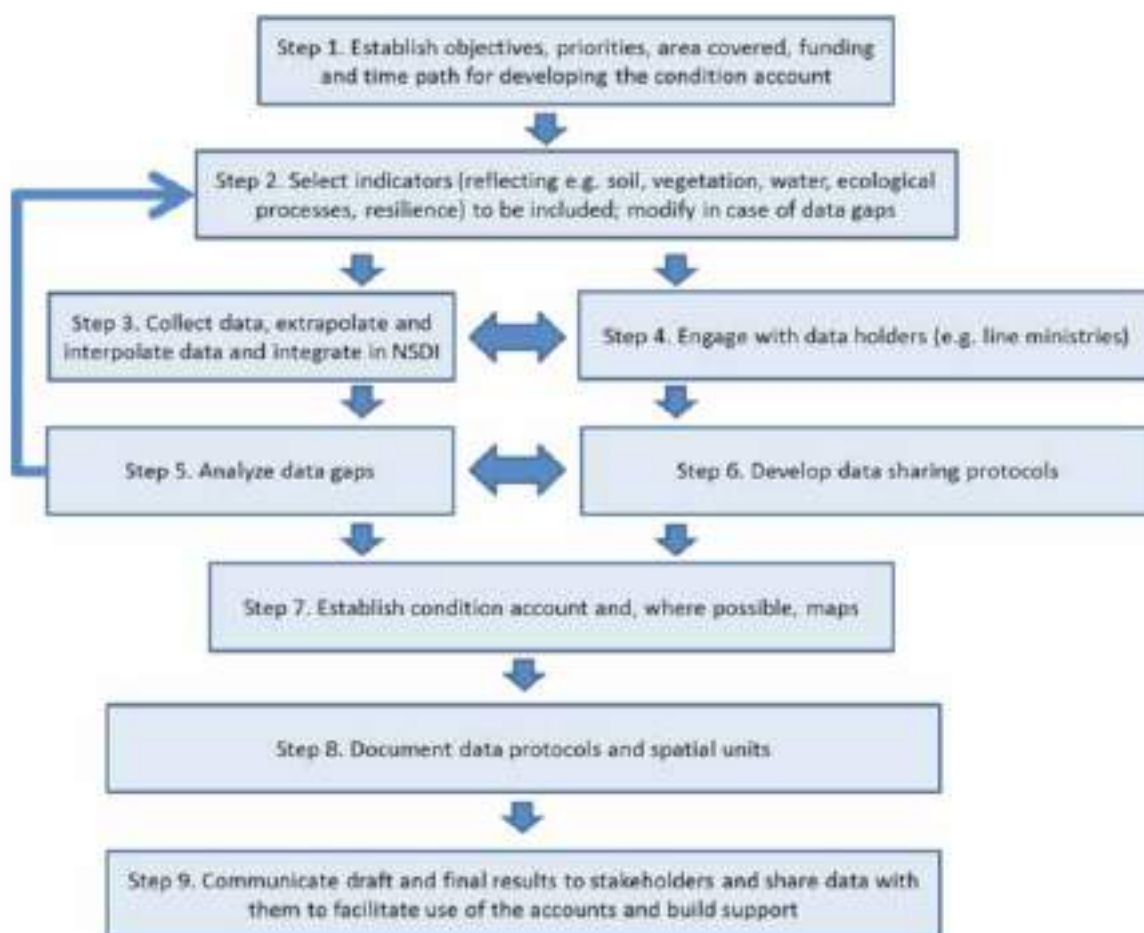 Step 1. Establish objectives, priorities, area covered, funding
and time path for developing the condition account
Step 2. Select indicators (reflecting e.g. soil, vegetation, water, ecological
processes, resilience) to be included; modify in case of data gaps
Step 3. Collect data, extrapolate and
interpolate data and integrate in NSDI
Step 4. Engage with data holders (e.g. line ministries)
Step 5. Analyze data gaps
Step 6. Develop data sharing protocols
Step 7. Establish condition account and, where possible, maps
Step 8. Document data protocols and spatial units
Step 9. Communicate draft and final results to stakeholders and share data with
them to facilitate use of the accounts and build support